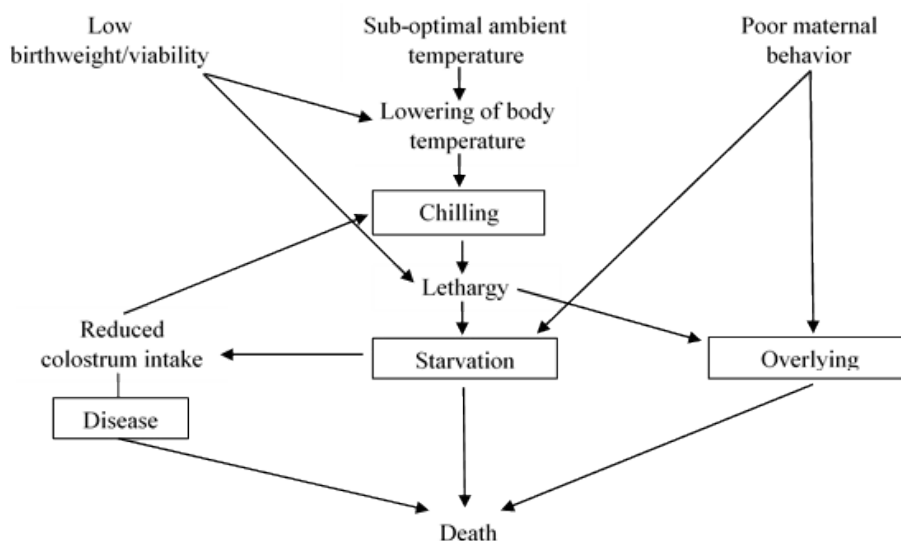 Low
birthweight/viability
Sub-optimal ambient
temperature
Poor maternal
behavior
Lowering of body
temperature
Chilling
Lethargy
Reduced
colostrum intake
Starvation
Overlying
Disease
Death